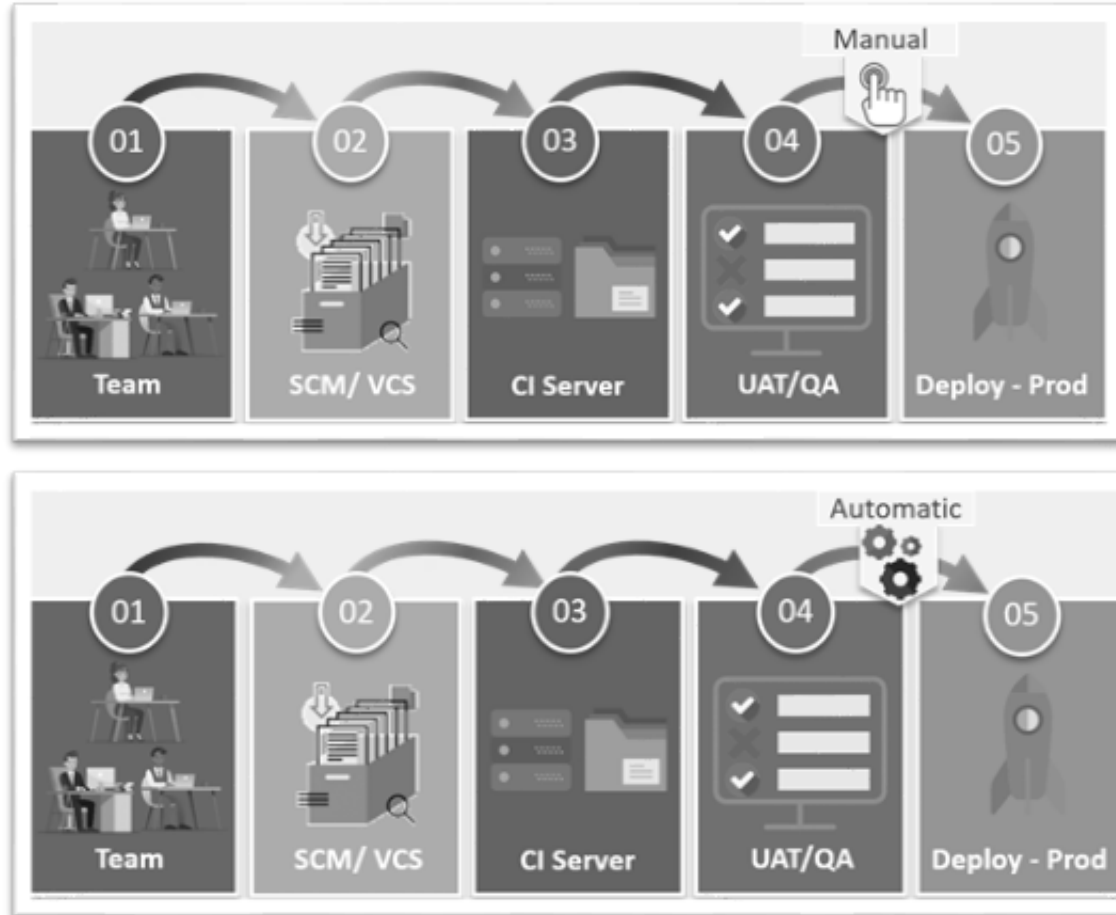 Manual
01 02 03 04 05
Team SCM/ VCS CI Server UAT/QA Deploy - Prod
Automatic
01 02 03 04 05
Team SCM/ VCS CI Server UAT/QA Deploy - Prod